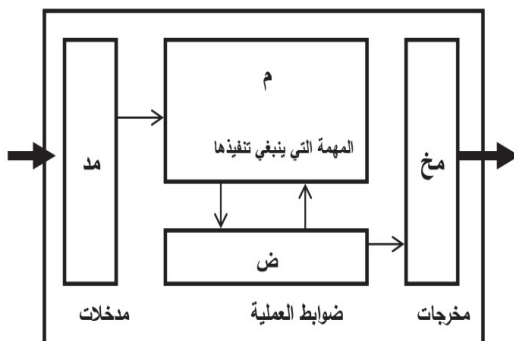 م
المهمة التي ينبغي تنفيذها
مد
مخ
ض
مدخلات
ضوابط العملية
مخرجات